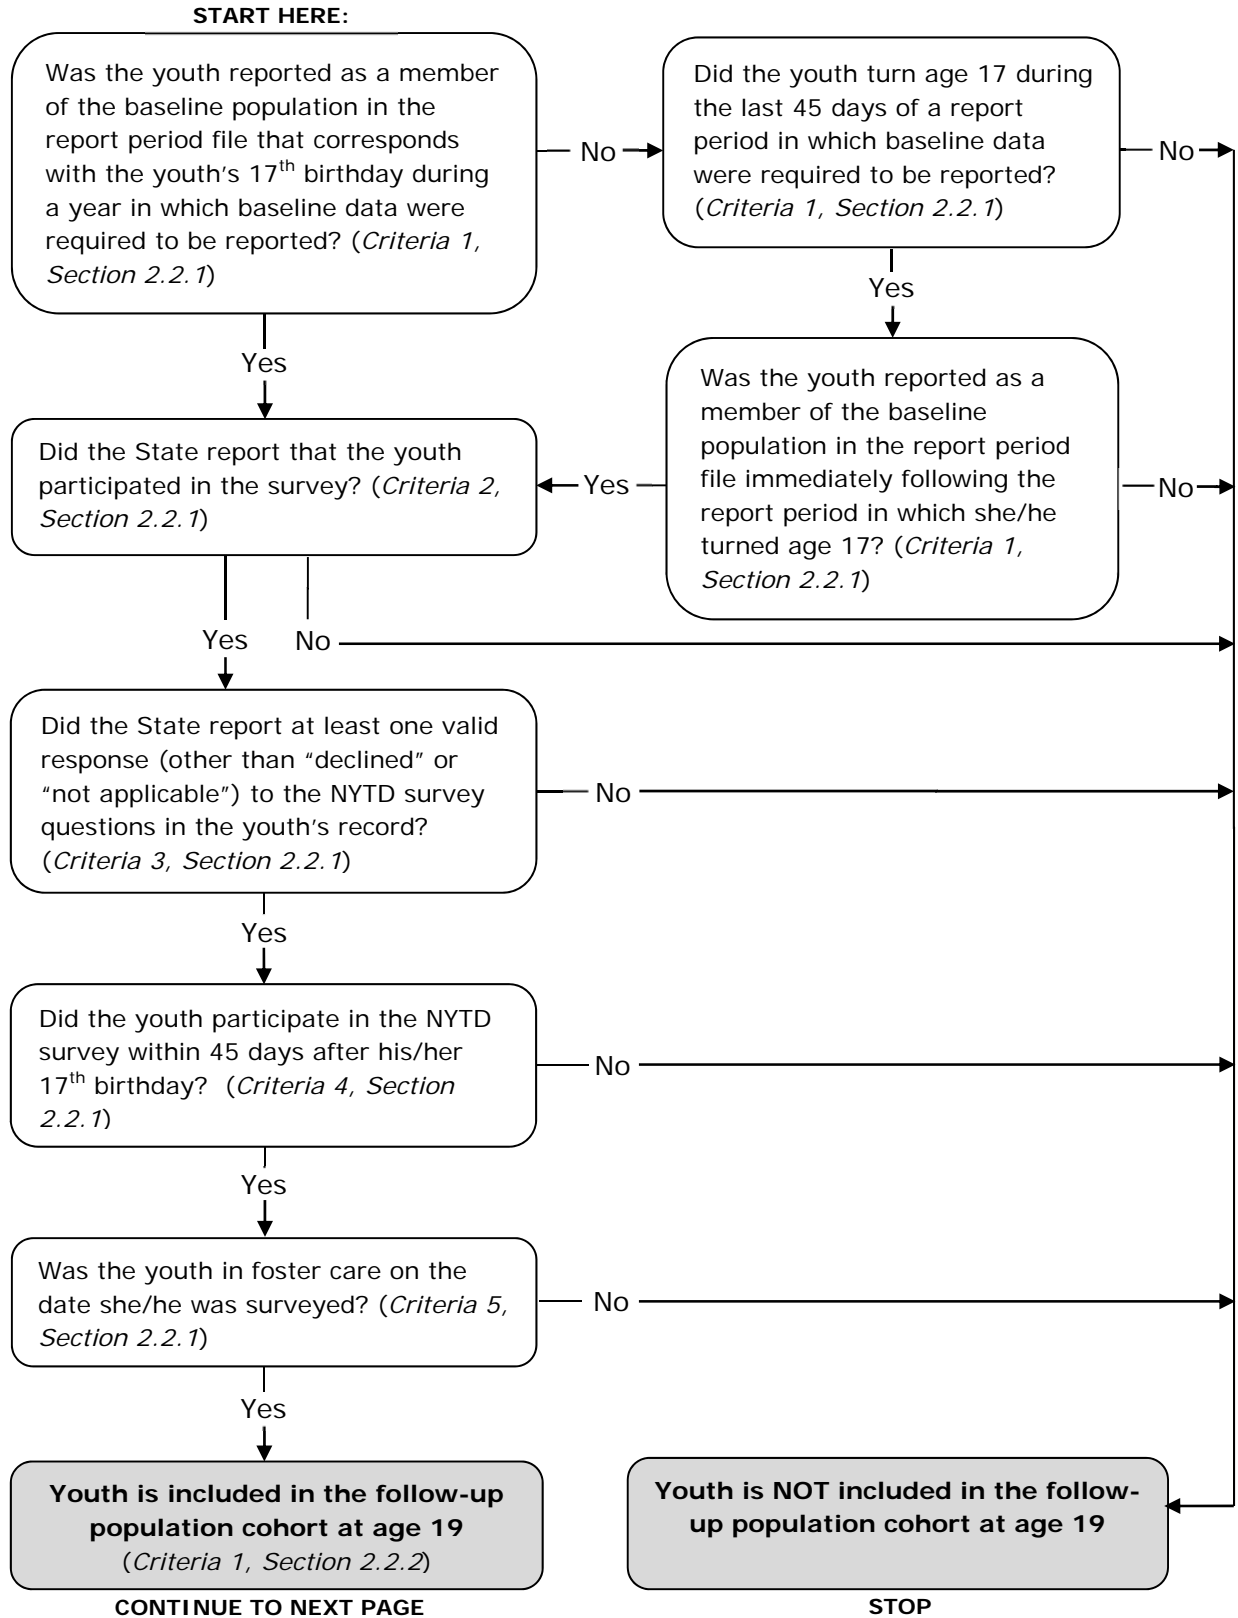 START HERE:
Was the youth reported as a member
of the baseline population in the
report period file that corresponds
with the youth's 17th birthday during
a year in which baseline data were
required to be reported? (Criteria 1,
Section 2.2.1)
No
Did the youth turn age 17 during
the last 45 days of a report
period in which baseline data
were required to be reported?
(Criteria 1, Section 2.2.1)
No
Yes
Yes
Was the youth reported as a
member of the baseline
population in the report period
file immediately following the
report period in which she/he
turned age 17? (Criteria 1,
Section 2.2.1)
No
Yes
Did the State report that the youth
participated in the survey? (Criteria 2,
Section 2.2.1)
Yes
No
Did the State report at least one valid
response (other than “declined” or
“not applicable”) to the NYTD survey
questions in the youth's record?
(Criteria 3, Section 2.2.1)
No
Yes
Did the youth participate in the NYTD
survey within 45 days after his/her
17th birthday? (Criteria 4, Section
2.2.1)
No
Yes
Was the youth in foster care on the
date she/he was surveyed? (Criteria 5,
Section 2.2.1)
No
Yes
Youth is included in the follow-up
population cohort at age 19
(Criteria 1, Section 2.2.2)
CONTINUE TO NEXT PAGE
Youth is NOT included in the follow-
up population cohort at age 19
STOP